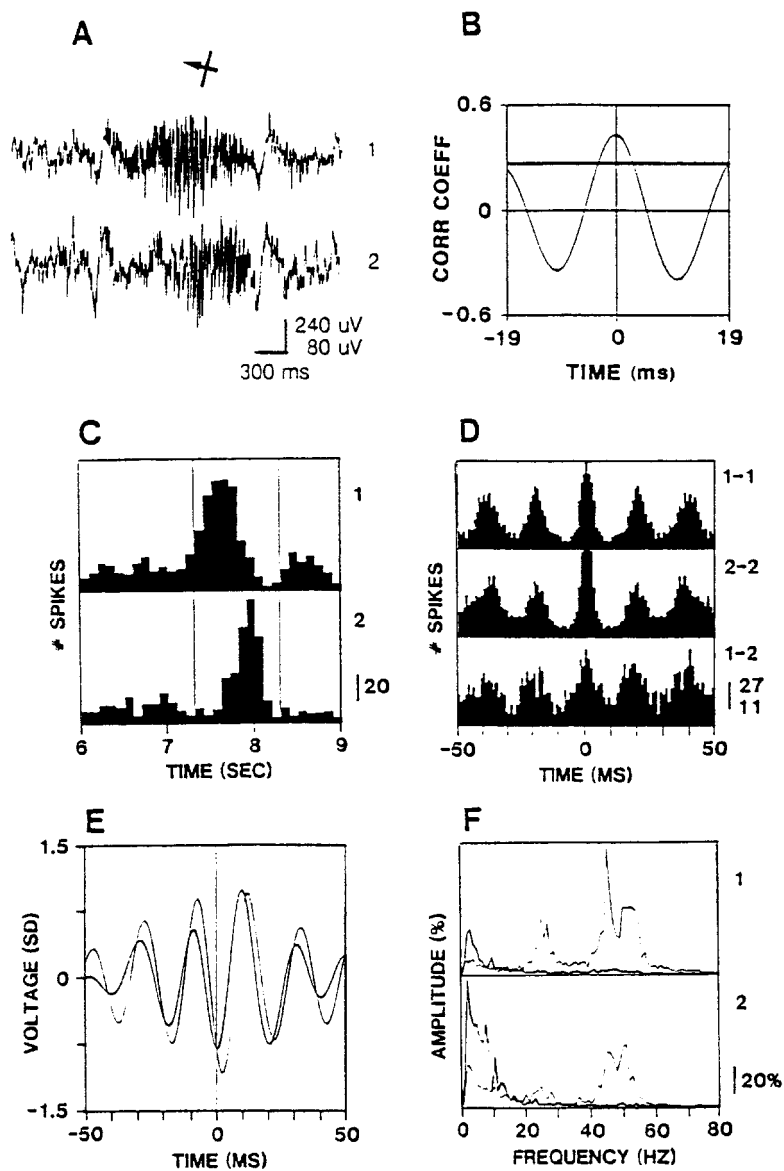 A
1
2
240 uV
80 uV
300 ms
B
CORR COEFF
0.6
0
-0.6
-19
0
19
TIME (ms)
C
# SPIKES
1
2
20
6
7
8
9
TIME (SEC)
D
# SPIKES
1-1
2-2
1-2
27
11
-50
0
50
TIME (MS)
E
VOLTAGE (SD)
1.5
0
-1.5
-50
0
50
TIME (MS)
F
AMPLITUDE (%)
1
2
20%
0
20
40
60
80
FREQUENCY (HZ)